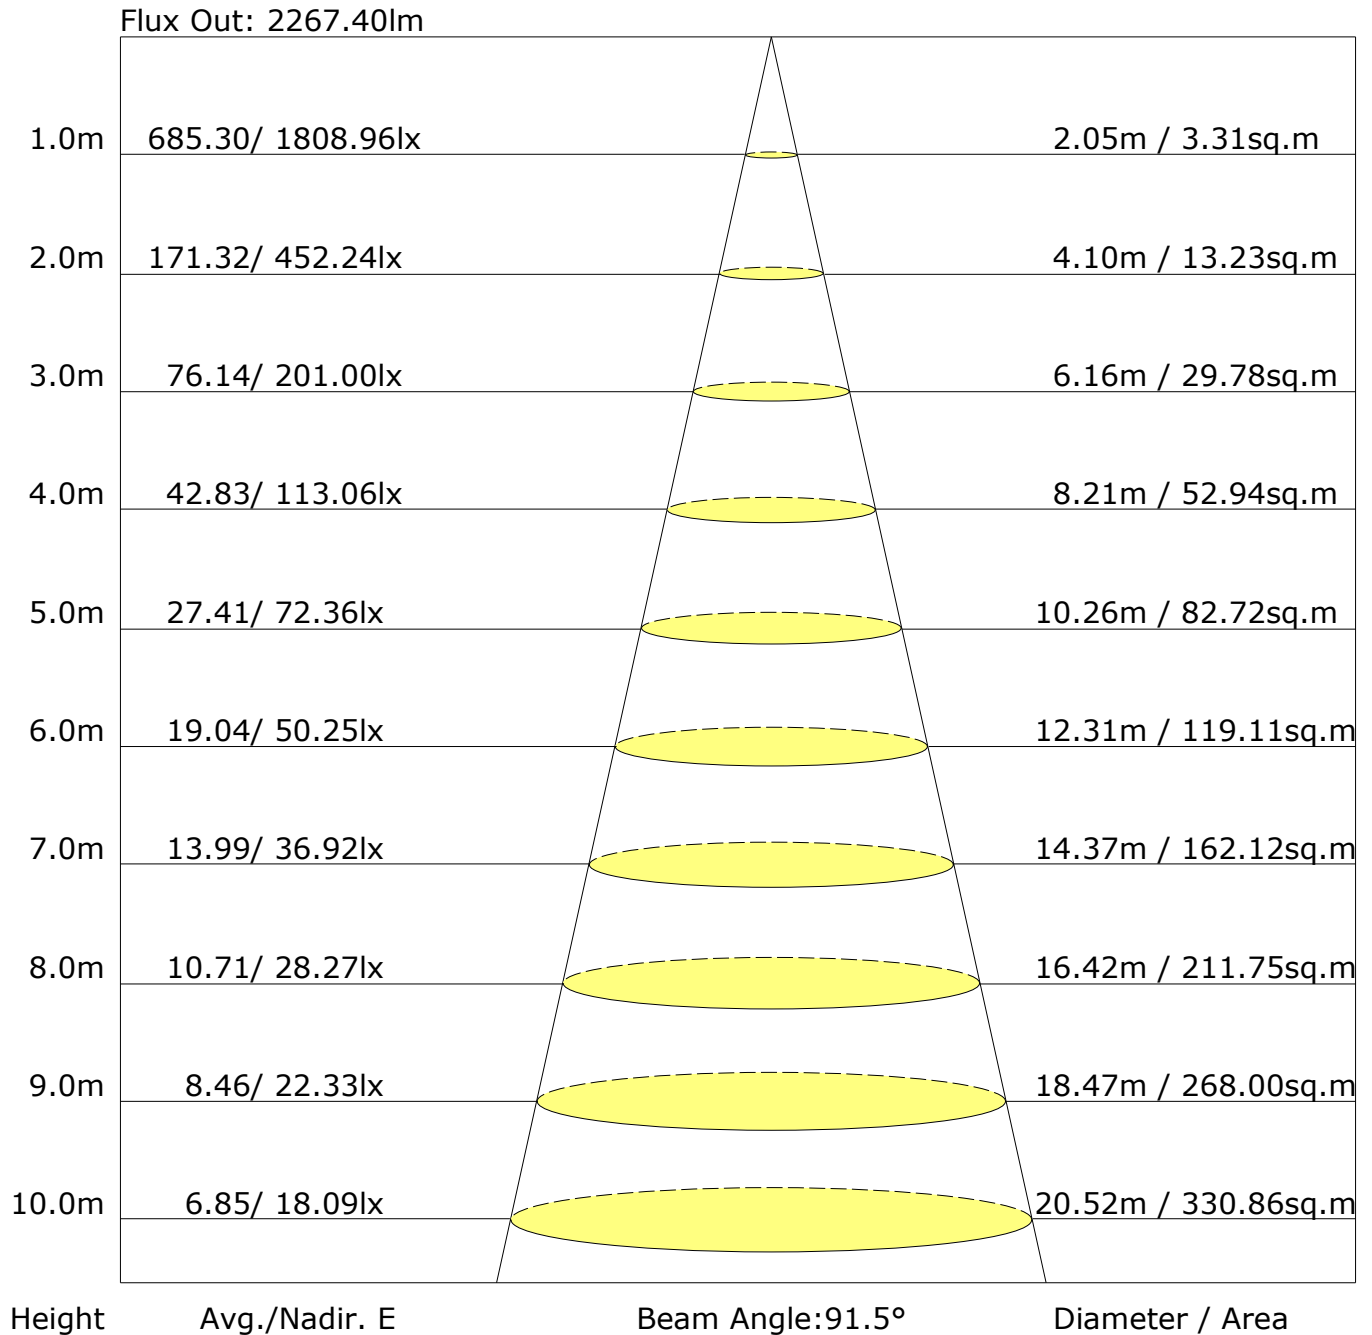 Flux Out: 2267.40lm
1.0m 685.30/ 1808.96lx 2.05m / 3.31sq.m
2.0m 171.32/ 452.24lx 4.10m / 13.23sq.m
3.0m 76.14/ 201.00lx 6.16m / 29.78sq.m
4.0m 42.83/ 113.06lx 8.21m / 52.94sq.m
5.0m 27.41/ 72.36lx 10.26m / 82.72sq.m
6.0m 19.04/ 50.25lx 12.31m / 119.11sq.m
7.0m 13.99/ 36.92lx 14.37m / 162.12sq.m
8.0m 10.71/ 28.27lx 16.42m / 211.75sq.m
9.0m 8.46/ 22.33lx 18.47m / 268.00sq.m
10.0m 6.85/ 18.09lx 20.52m / 330.86sq.m
Height Avg./Nadir. E Beam Angle:91.5° Diameter / Area